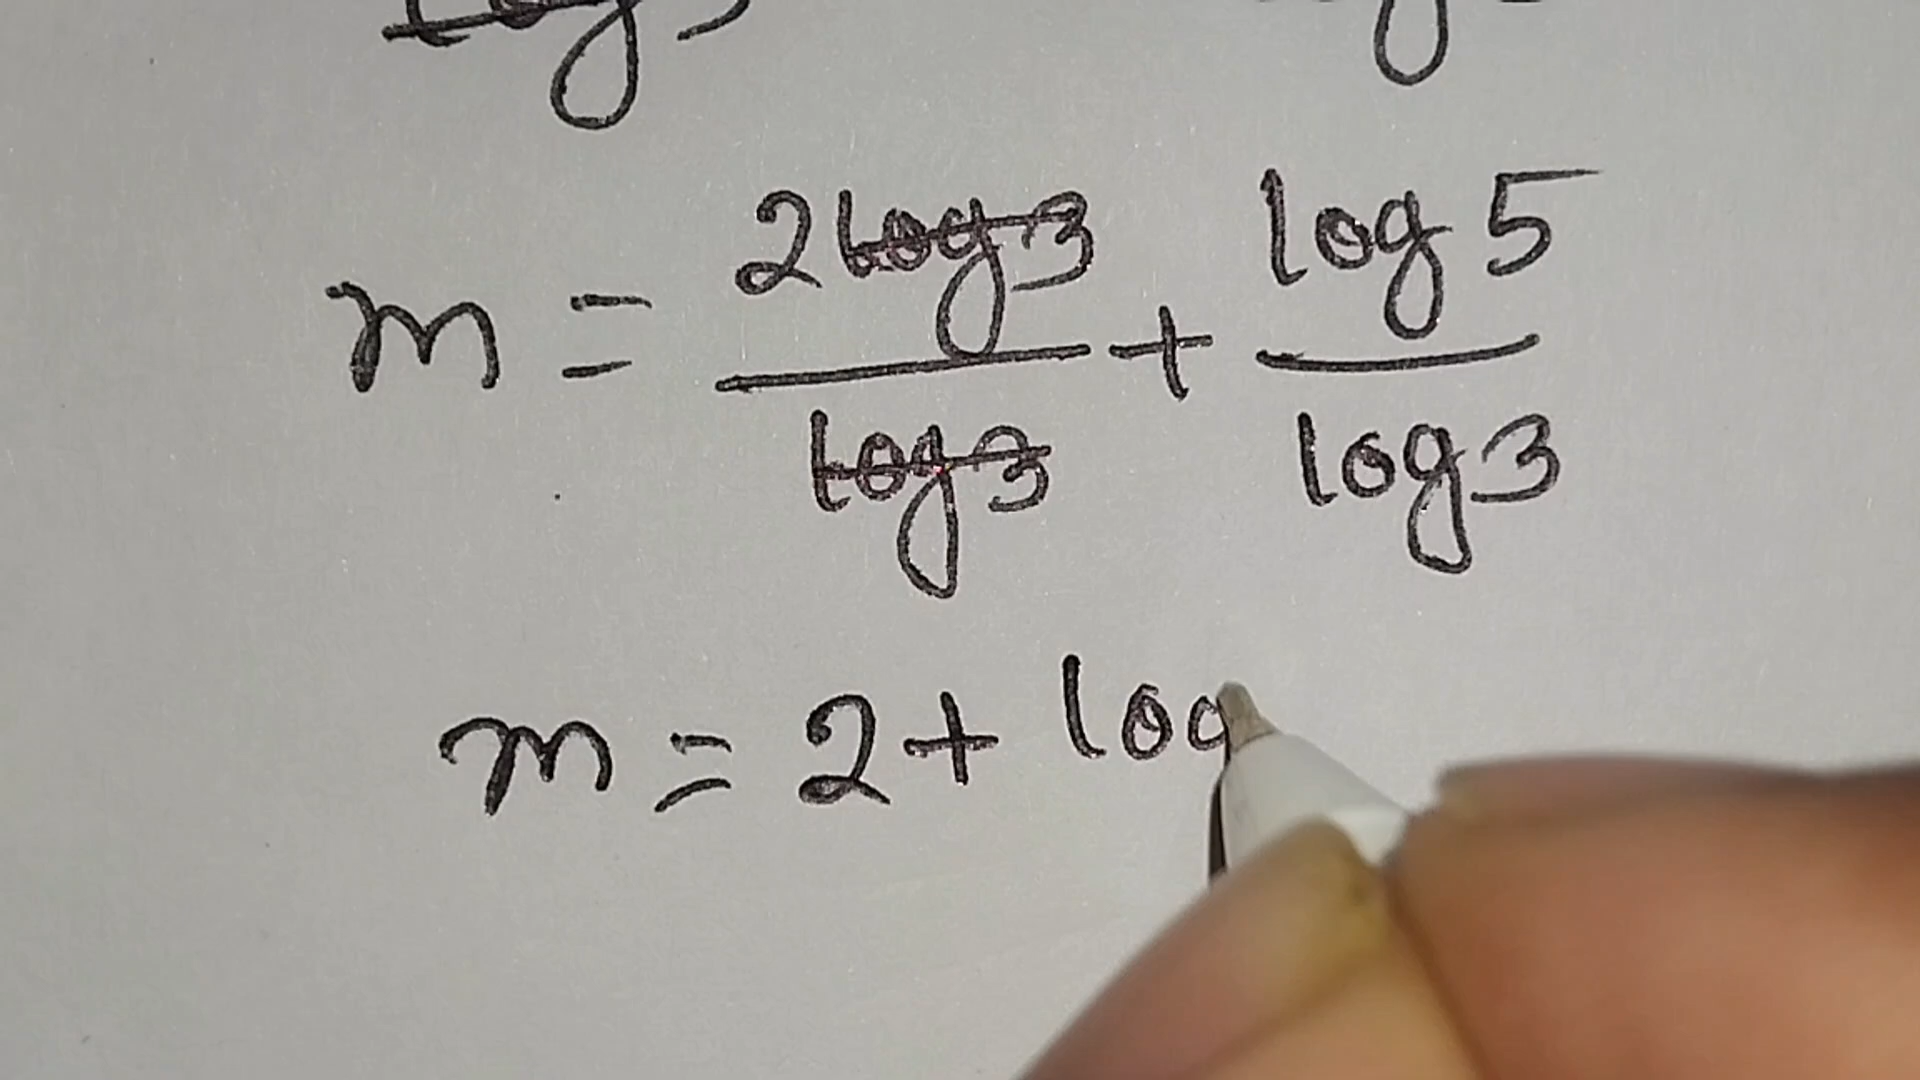 m = 2log3/log3 + log5/log3
m = 2 + log